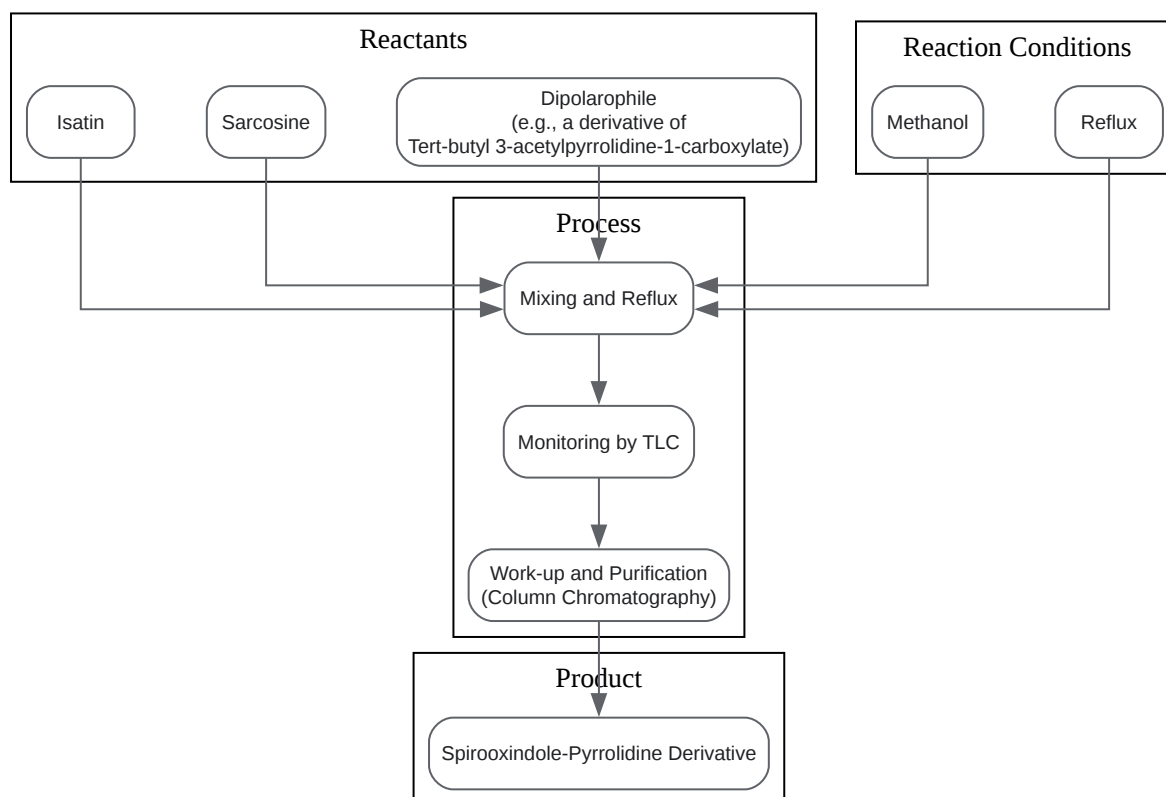 Reactants
Reaction Conditions
Isatin
Sarcosine
Dipolarophile
(e.g., a derivative of
Tert-butyl 3-acetylpyrrolidine-1-carboxylate)
Methanol
Reflux
Process
Mixing and Reflux
Monitoring by TLC
Work-up and Purification
(Column Chromatography)
Product
Spirooxindole-Pyrrolidine Derivative